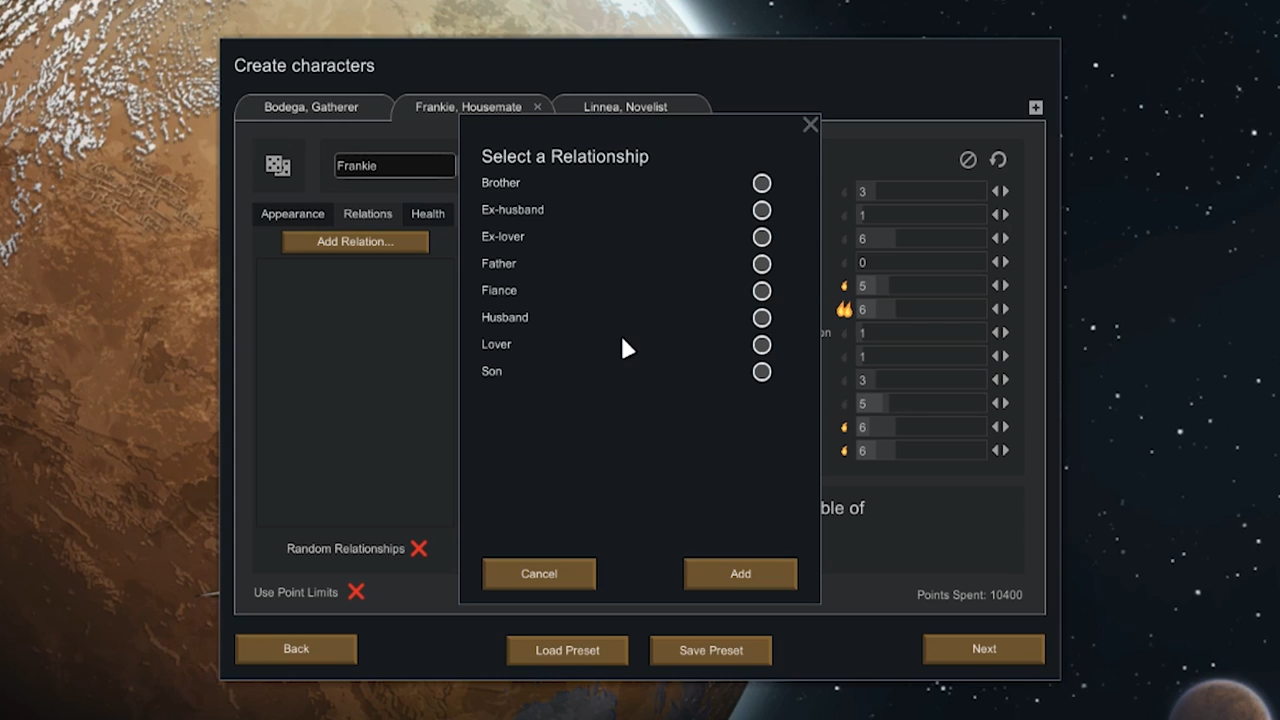 Create characters
Bodega, Gatherer
Frankie, Housemate
Linnea, Novelist
Select a Relationship
Frankie
Brother
3
Ex-husband
1
Appearance
Relations
Health
Ex-lover
6
Add Relation...
Father
0
Fiance
5
Husband
6
on
1
Lover
1
Son
3
5
6
6
ble of
Random Relationships
Cancel
Add
Use Point Limits
Points Spent: 10400
Back
Load Preset
Save Preset
Next